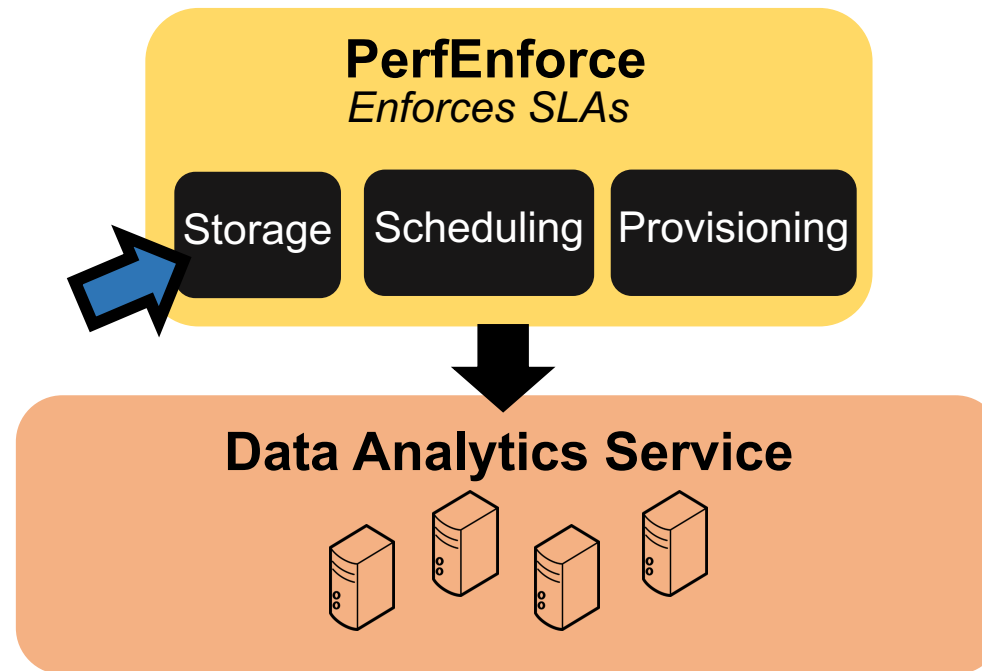 PerfEnforce
Enforces SLAs
Storage
Scheduling
Provisioning
Data Analytics Service